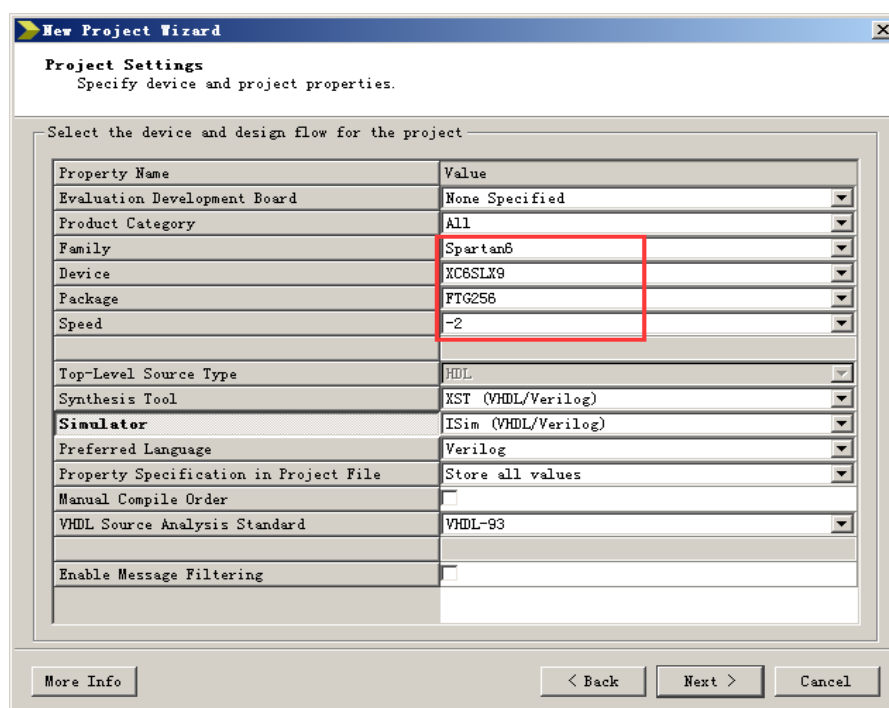 New Project Wizard
Project Settings
Specify device and project properties.
Select the device and design flow for the project
Property Name Value
Evaluation Development Board None Specified
Product Category All
Family Spartan6
Device XC6SLX9
Package FTG256
Speed -2
Top-Level Source Type HDL
Synthesis Tool XST (VHDL/Verilog)
Simulator ISim (VHDL/Verilog)
Preferred Language Verilog
Property Specification in Project File Store all values
Manual Compile Order
VHDL Source Analysis Standard VHDL-93
Enable Message Filtering
More Info < Back Next > Cancel